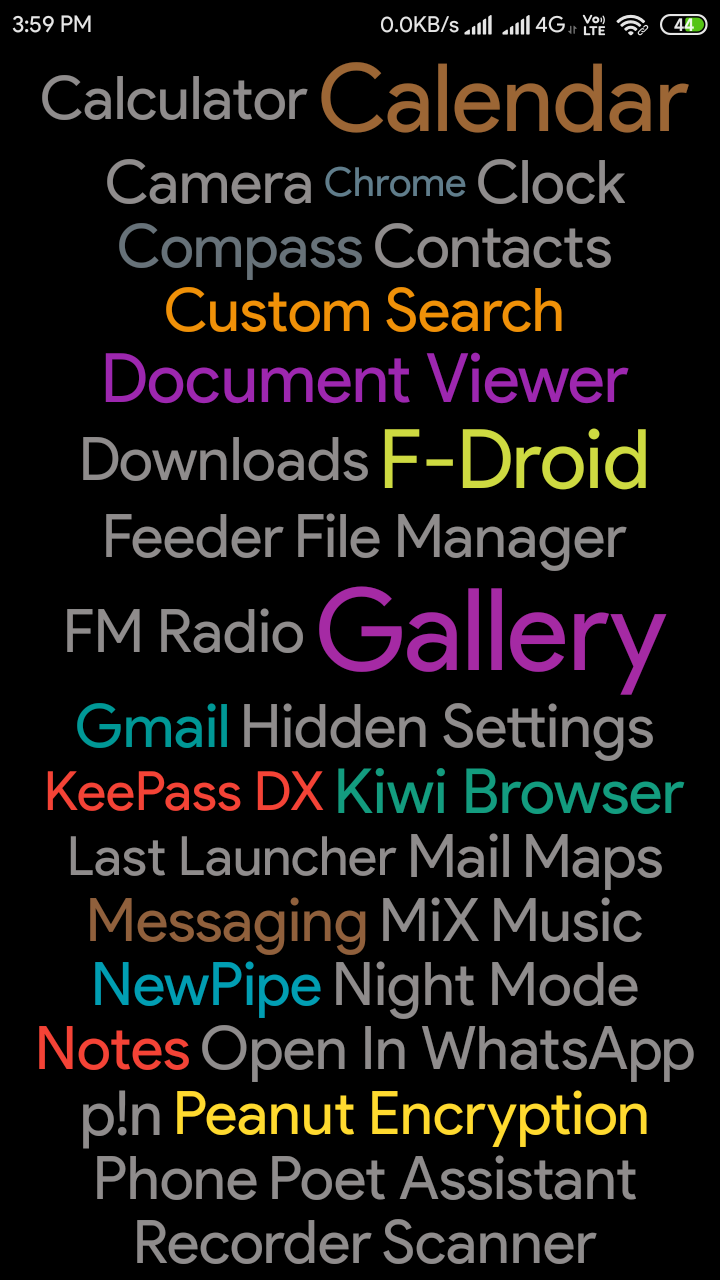 3:59 PM 0.0KB/s 4G Vo) LTE 44
Calculator Calendar
Camera Chrome Clock
Compass Contacts
Custom Search
Document Viewer
Downloads F-Droid
Feeder File Manager
FM Radio Gallery
Gmail Hidden Settings
KeePass DX Kiwi Browser
Last Launcher Mail Maps
Messaging MiX Music
NewPipe Night Mode
Notes Open In WhatsApp
p!n Peanut Encryption
Phone Poet Assistant
Recorder Scanner